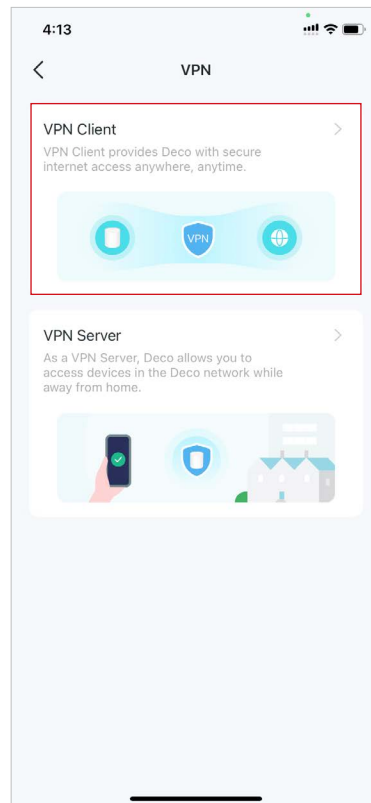 4:13
VPN
VPN Client
VPN Client provides Deco with secure
internet access anywhere, anytime.
VPN
VPN Server
As a VPN Server, Deco allows you to
access devices in the Deco network while
away from home.